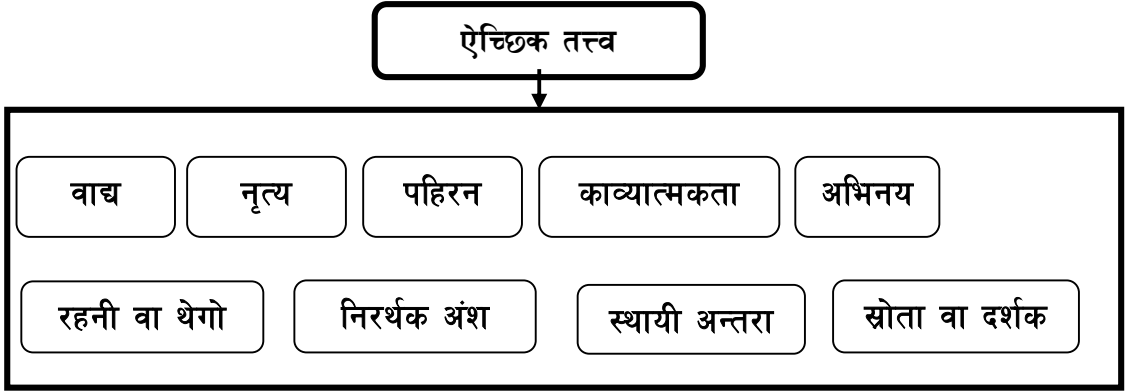 ऐच्छिक तत्त्व
वाद्य नृत्य पहिरन काव्यात्मकता अभिनय
रहनी वा थेगो निरर्थक अंश स्थायी अन्तरा स्रोता वा दर्शक